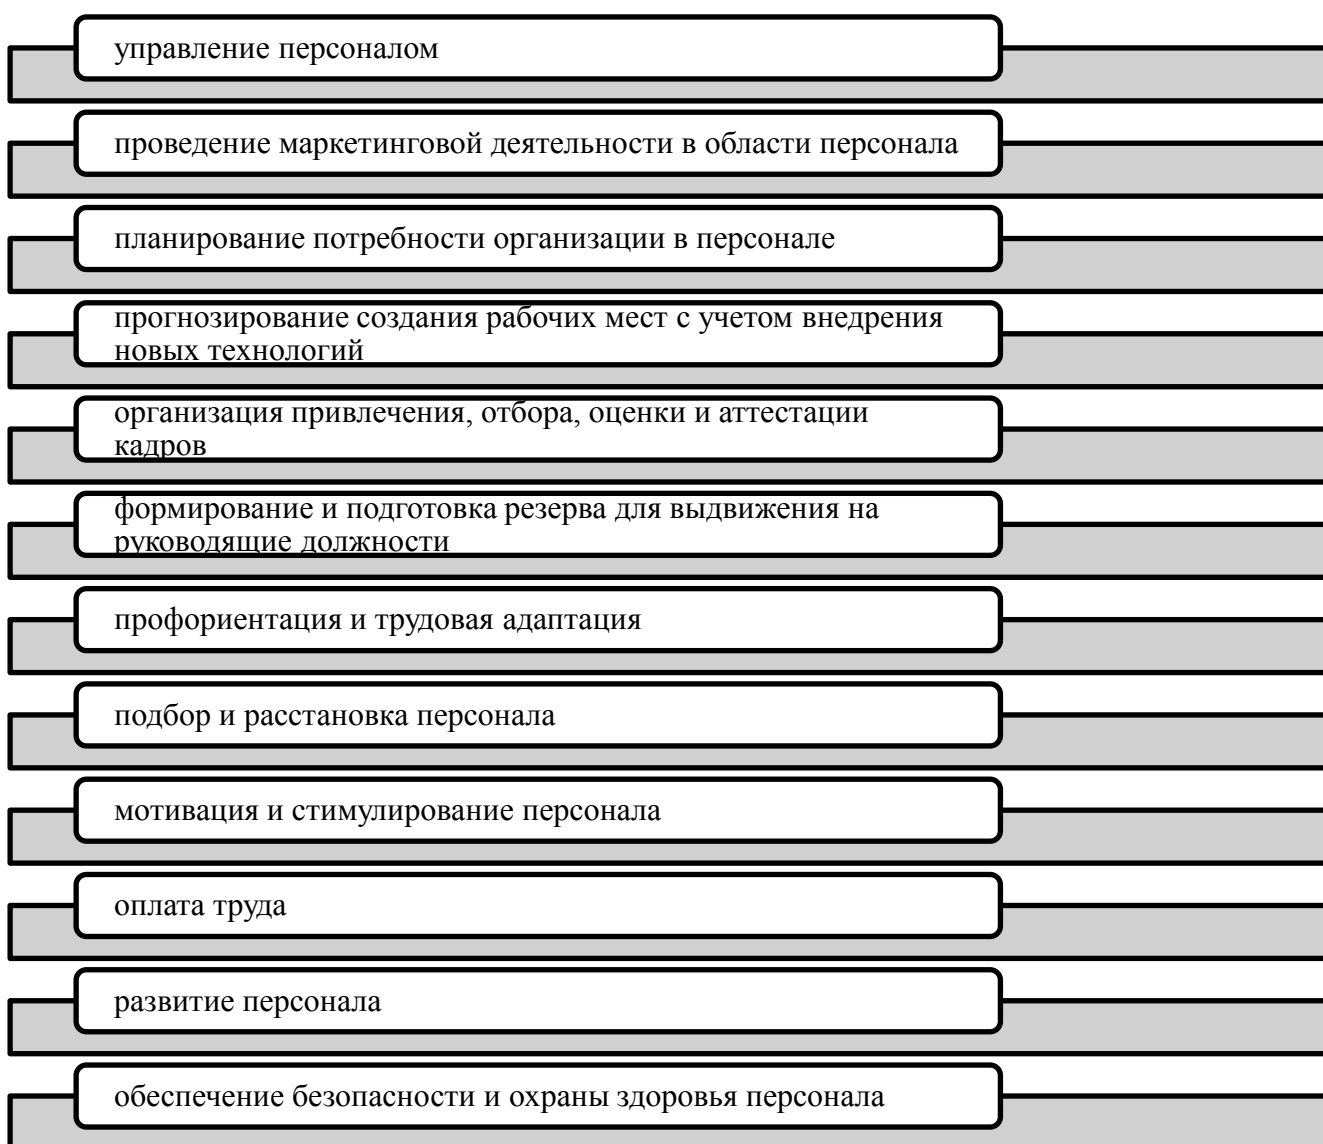 управление персоналом
проведение маркетинговой деятельности в области персонала
планирование потребности организации в персонале
прогнозирование создания рабочих мест с учетом внедрения
новых технологий
организация привлечения, отбора, оценки и аттестации
кадров
формирование и подготовка резерва для выдвижения на
руководящие должности
профориентация и трудовая адаптация
подбор и расстановка персонала
мотивация и стимулирование персонала
оплата труда
развитие персонала
обеспечение безопасности и охраны здоровья персонала